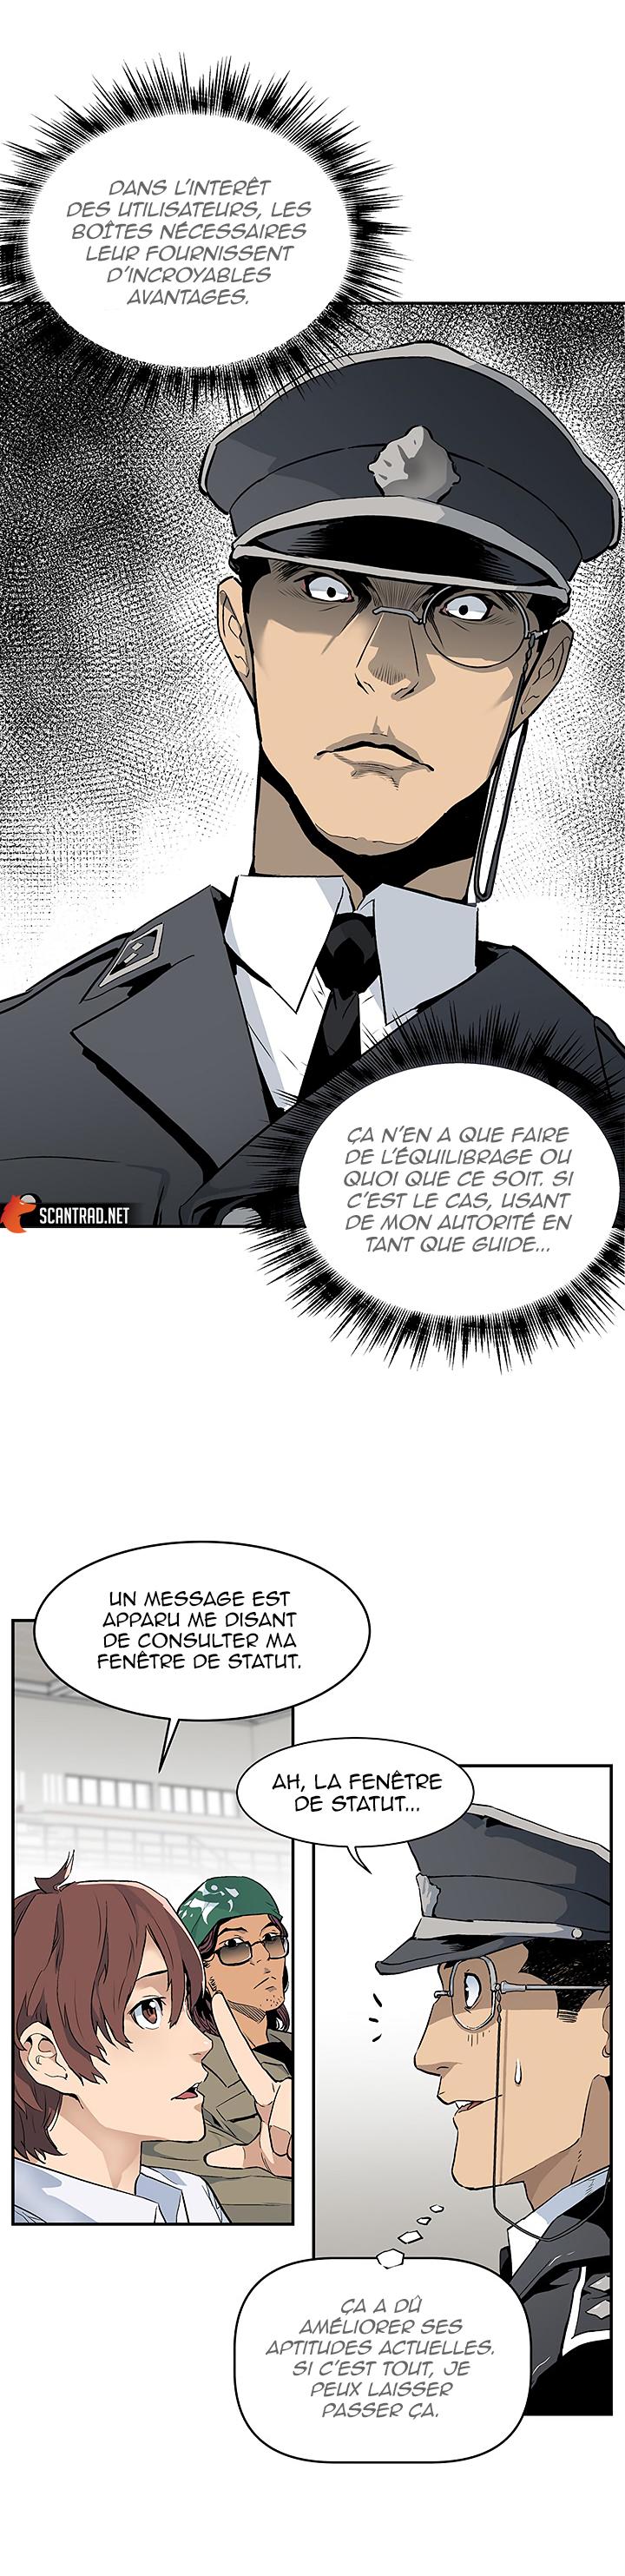 DANS L'INTERÊT
DES UTILISATEURS, LES
BOÎTES NÉCESSAIRES
LEUR FOURNISSENT
D'INCROYABLES
AVANTAGES.
ÇA N'EN A QUE FAIRE
DE L'ÉQUILIBRAGE OU
QUOI QUE CE SOIT. SI
C'EST LE CAS, USANT
DE MON AUTORITÉ EN
TANT QUE GUIDE...
SCANTRAD.NET
UN MESSAGE EST
APPARU ME DISANT
DE CONSULTER MA
FENÊTRE DE STATUT.
AH, LA FENÊTRE
DE STATUT...
ÇA A DÛ
AMÉLIORER SES
APTITUDES ACTUELLES.
SI C'EST TOUT, JE
PEUX LAISSER
PASSER ÇA.